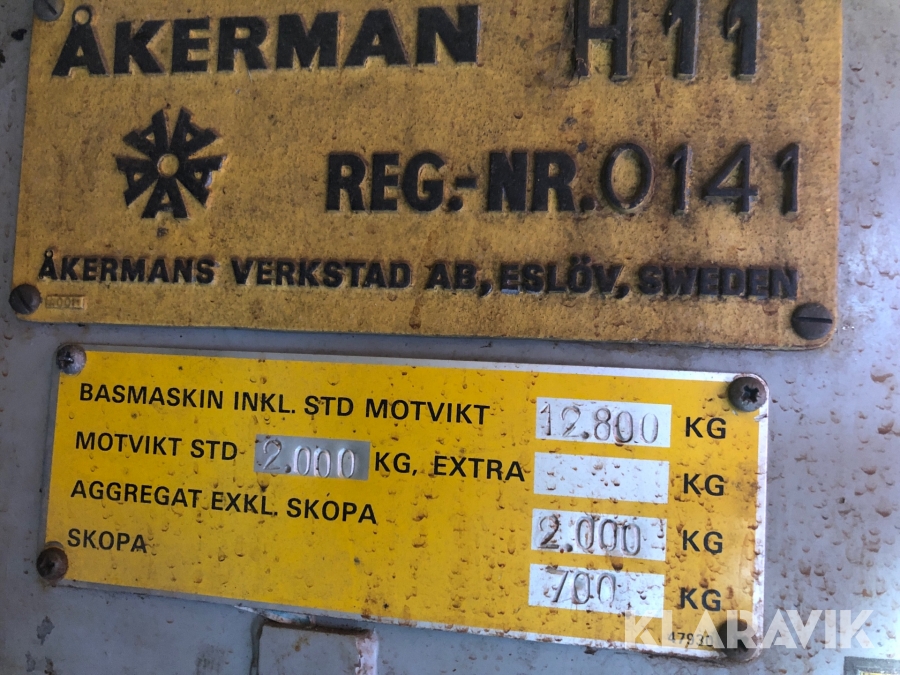 ÅKERMAN H11
REG.-NR. 0141
ÅKERMANS VERKSTAD AB, ESLÖV, SWEDEN
BASMASKIN INKL. STD MOTVIKT 12.800 KG
MOTVIKT STD 2.000 KG, EXTRA KG
AGGREGAT EXKL. SKOPA 2.000 KG
SKOPA 700 KG
KLARAVIK